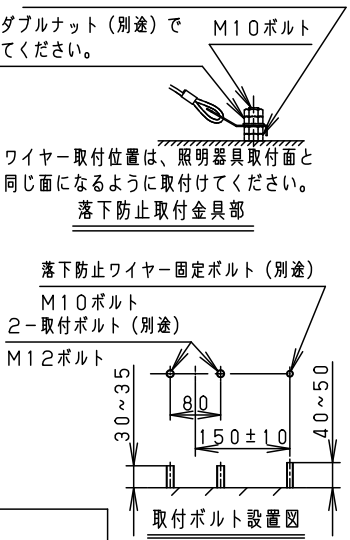 ダブルナット（別途）で
てください。
M10ボルト
ワイヤー取付位置は、照明器具取付面と
同じ面になるように取付けてください。
落下防止取付金具部
落下防止ワイヤー固定ボルト（別途）
M10ボルト
2-取付ボルト（別途）
M12ボルト
80
150±10
30~35
40~50
取付ボルト設置図